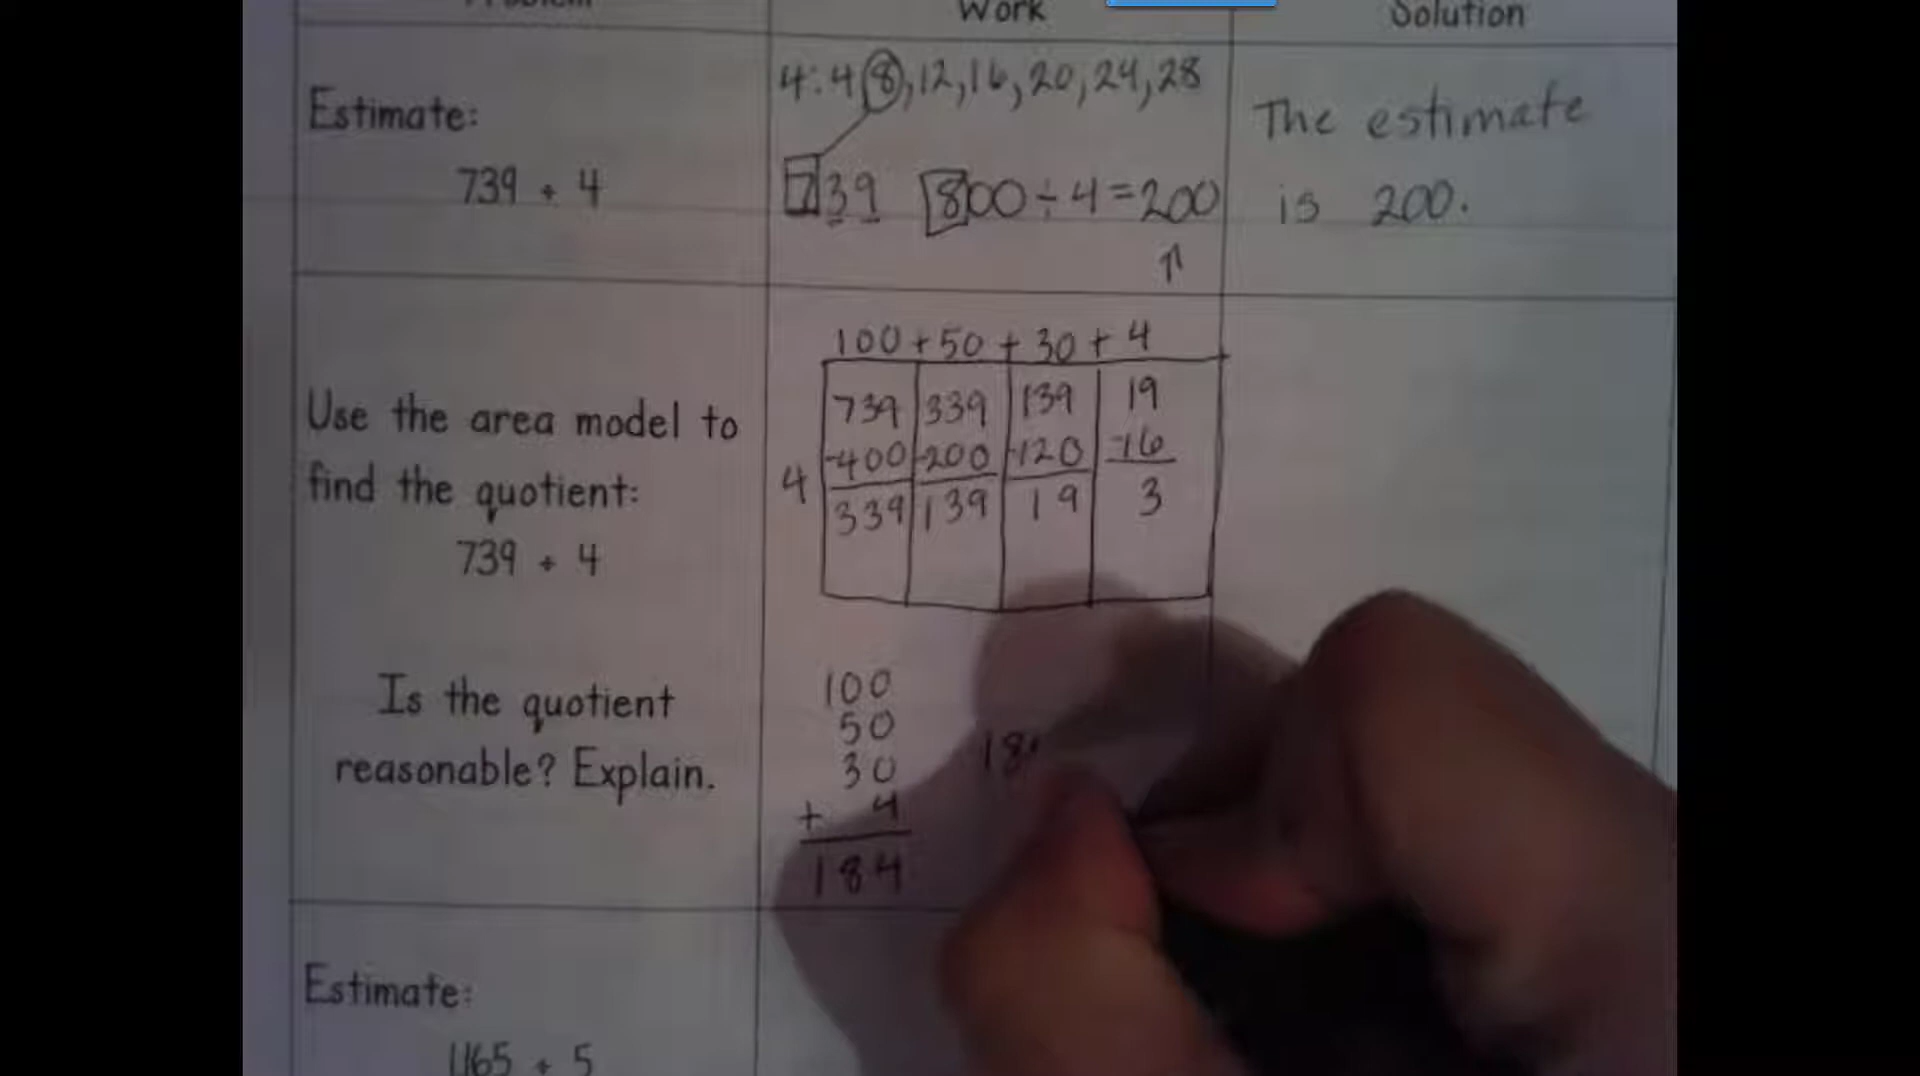 Work
Solution
Estimate:
739 ÷ 4
4: 4 8, 12, 16, 20, 24, 28
739 800 ÷ 4 = 200
The estimate
is 200.
Use the area model to
find the quotient:
739 ÷ 4
100 + 50 + 30 + 4
739 339 139 19
-400 -200 -120 -16
4
339 139 19 3
Is the quotient
reasonable? Explain.
100
50
30
+ 4
184
18
Estimate:
1,165 ÷ 5